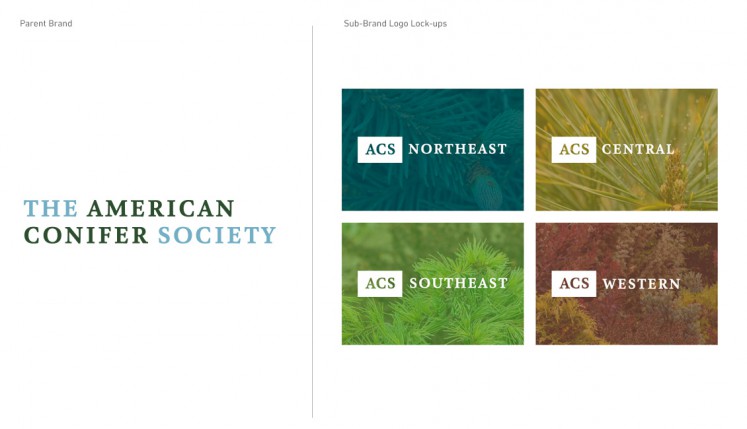 Parent Brand
Sub-Brand Logo Lock-ups
THE AMERICAN
CONIFER SOCIETY
ACS NORTHEAST
ACS CENTRAL
ACS SOUTHEAST
ACS WESTERN